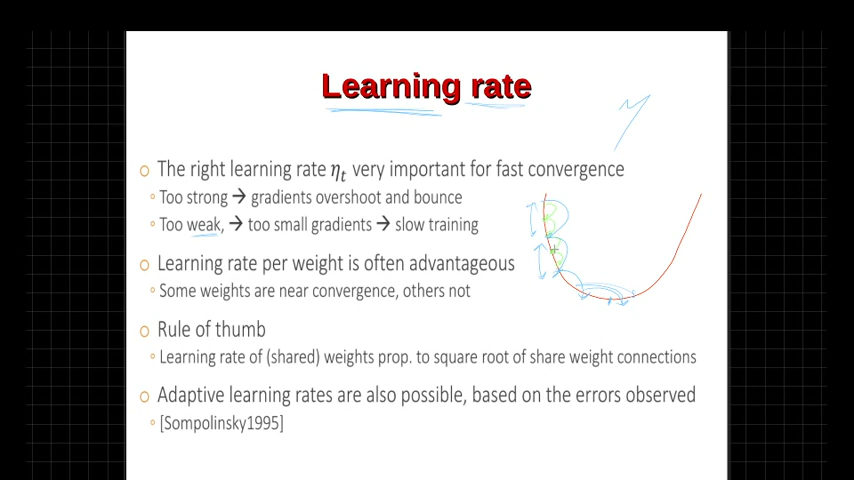 Learning rate
The right learning rate ηt very important for fast convergence
Too strong → gradients overshoot and bounce
Too weak, → too small gradients → slow training
Learning rate per weight is often advantageous
Some weights are near convergence, others not
Rule of thumb
Learning rate of (shared) weights prop. to square root of share weight connections
Adaptive learning rates are also possible, based on the errors observed
[Sompolinsky1995]